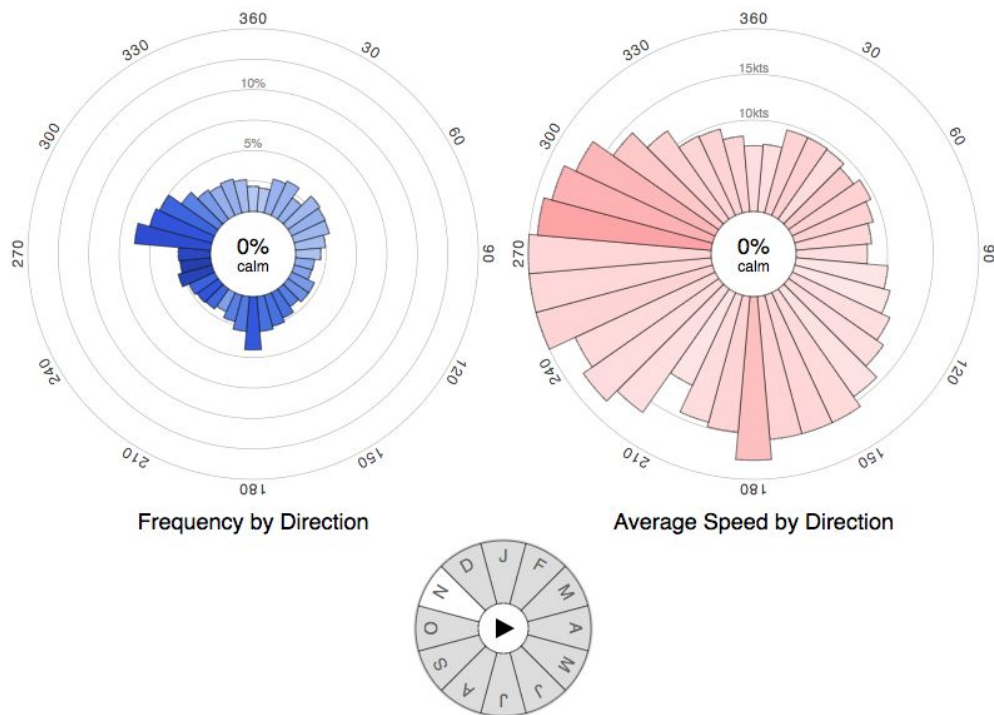 360
30
60
90
120
150
180
210
240
270
300
330
10%
5%
0%
calm
Frequency by Direction
360
30
60
90
120
150
180
210
240
270
300
330
15kts
10kts
0%
calm
Average Speed by Direction
J
F
M
A
M
J
J
A
S
O
N
D